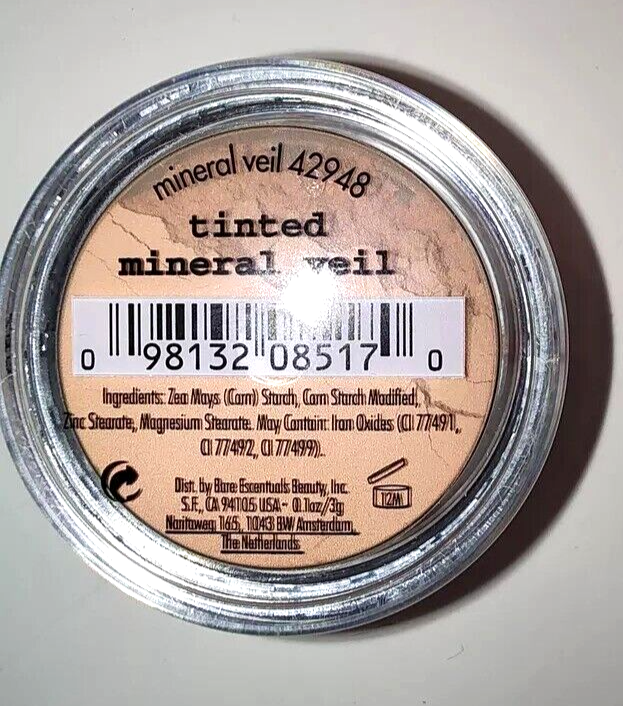 mineral veil 42948
tinted
mineral veil
0 98132 08517 0
Ingredients: Zea Mays (Corn) Starch, Corn Starch Modified,
Zinc Stearate, Magnesium Stearate. May Contain: Iron Oxides (CI 77491,
CI 77492, CI 77499).
Dist. by Bare Escentuals Beauty, Inc.
S.F., CA 94105 USA - 0.1oz/3g
Naritaweg 165, 1043 BW Amsterdam,
The Netherlands
12M